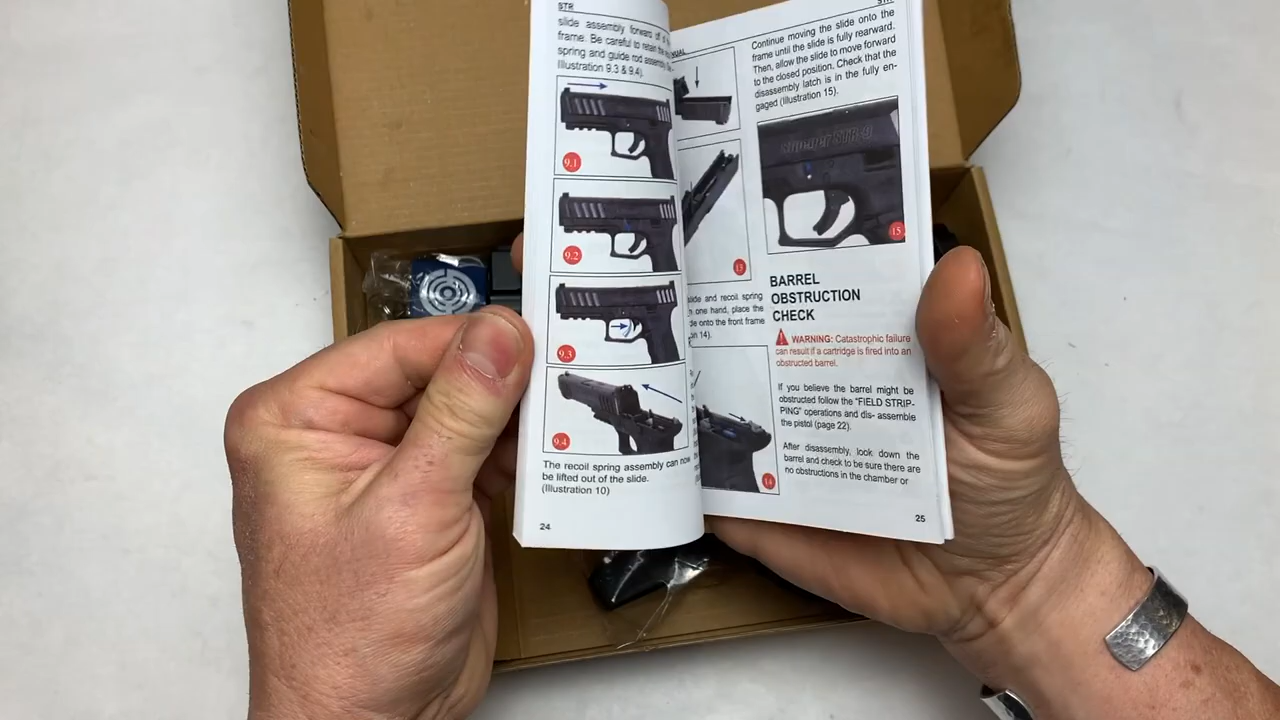 STR
slide assembly forward off
frame. Be careful to retain the
spring and guide rod assembly
(Illustration 9.3 & 9.4).
9.1
9.2
9.3
9.4
The recoil spring assembly can now
be lifted out of the slide.
(Illustration 10)
24
13
slide and recoil spring
one hand, place the
onto the front frame
14).
14
Continue moving the slide onto the
frame until the slide is fully rearward.
Then, allow the slide to move forward
to the closed position. Check that the
disassembly latch is in the fully en-
gaged (Illustration 15).
15
BARREL
OBSTRUCTION
CHECK
WARNING: Catastrophic failure
can result if a cartridge is fired into an
obstructed barrel.
If you believe the barrel might be
obstructed follow the "FIELD STRIP-
PING" operations and dis- assemble
the pistol (page 22).
After disassembly, look down the
barrel and check to be sure there are
no obstructions in the chamber or
25